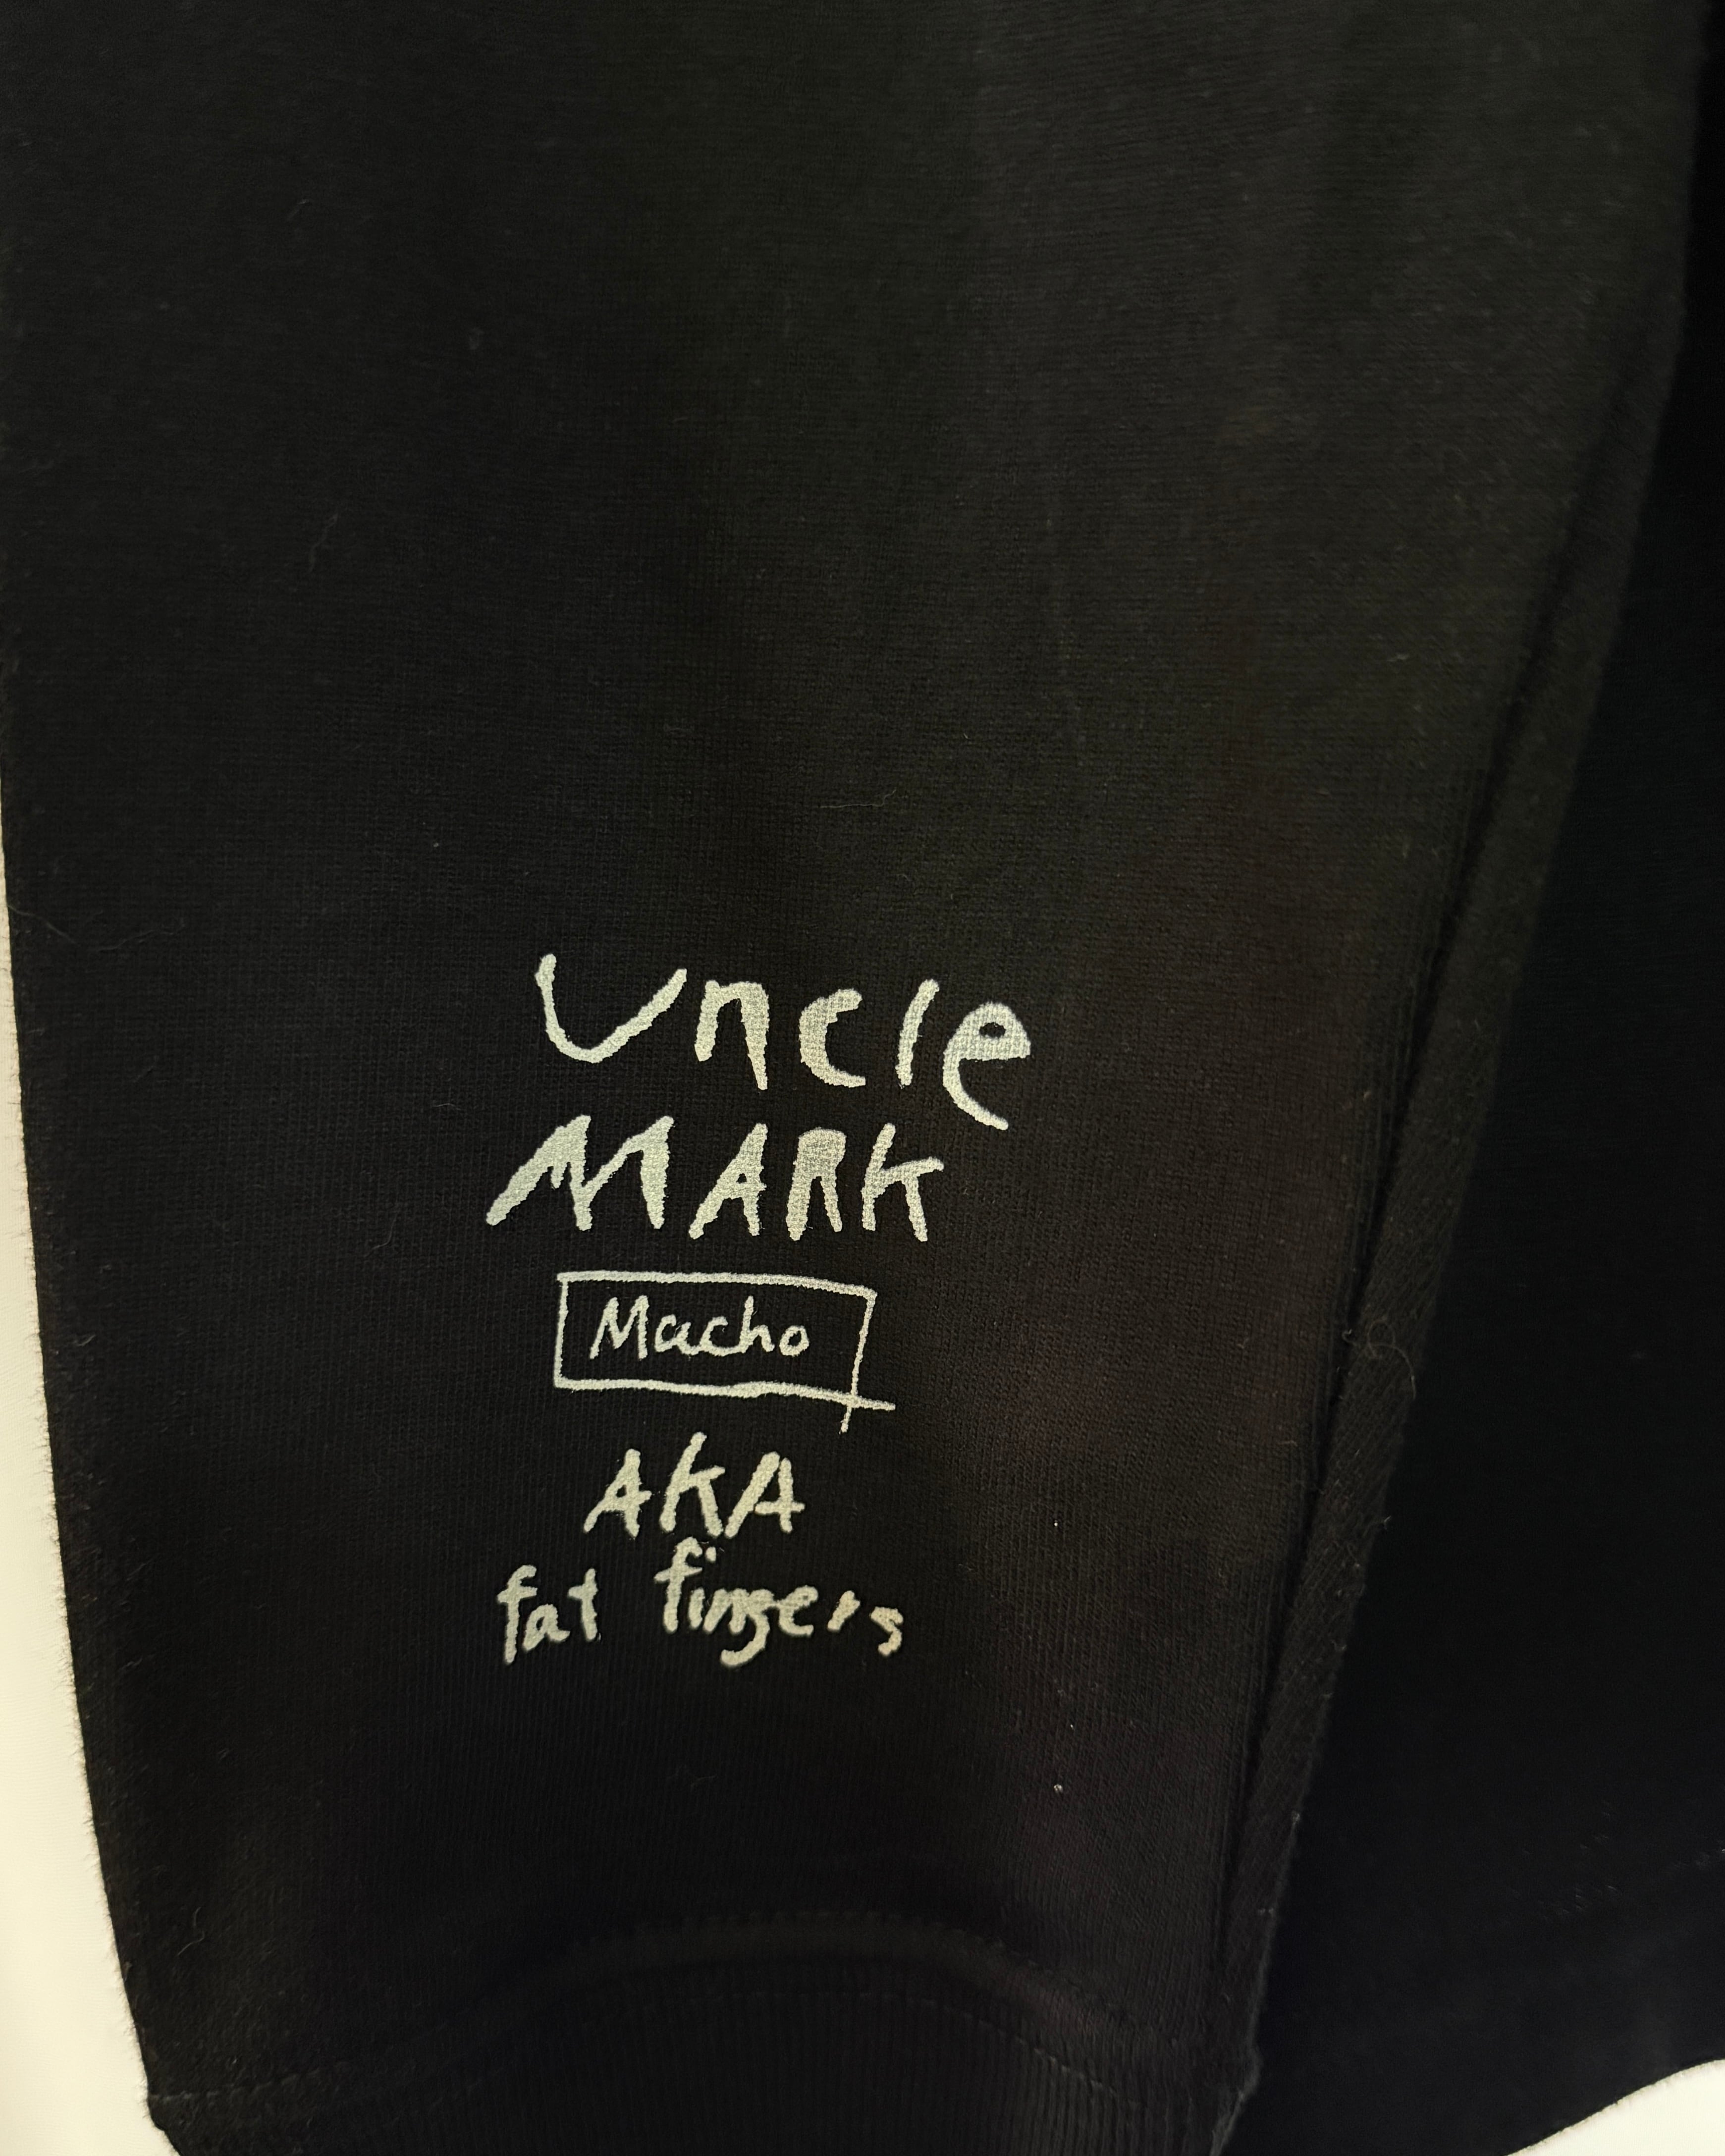 Uncle
MARK
Macho
AKA
fat fingers